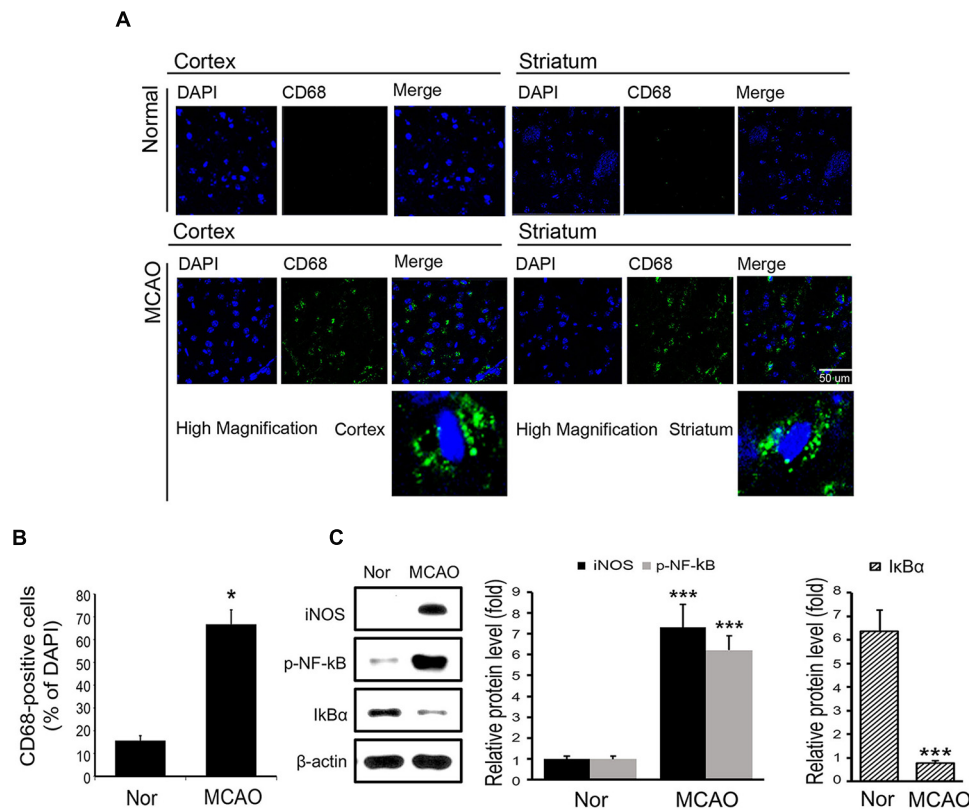 A
Cortex Striatum
Normal
DAPI CD68 Merge DAPI CD68 Merge
Cortex Striatum
MCAO
DAPI CD68 Merge DAPI CD68 Merge
50 um
High Magnification Cortex High Magnification Striatum
B
CD68-positive cells
(% of DAPI)
80
70
60
50
40
30
20
10
0
*
Nor MCAO
C
Nor MCAO
iNOS
p-NF-kB
IkBα
β-actin
iNOS p-NF-kB
Relative protein level (fold)
9
8
7
6
5
4
3
2
1
0
***
***
Nor MCAO
IκBα
Relative protein level (fold)
9
8
7
6
5
4
3
2
1
0
***
Nor MCAO